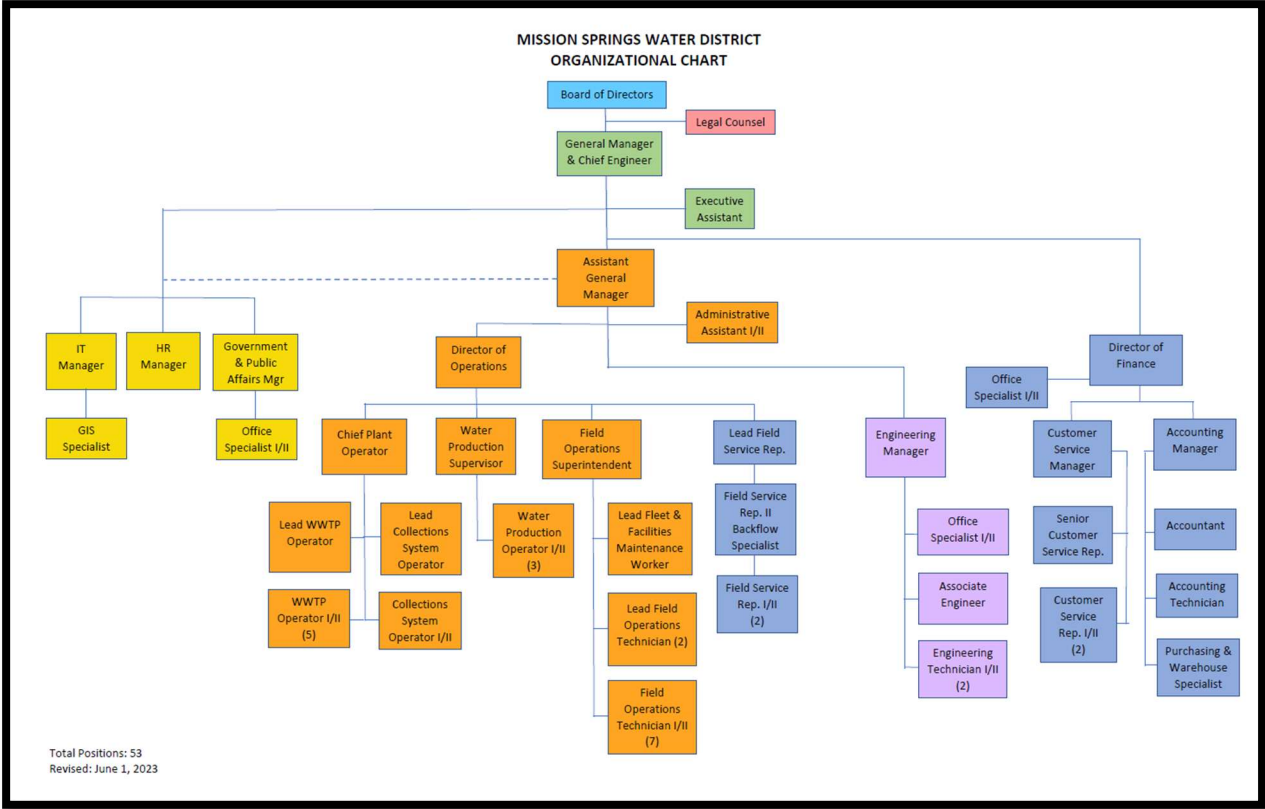 MISSION SPRINGS WATER DISTRICT
ORGANIZATIONAL CHART
Board of Directors
Legal Counsel
General Manager
& Chief Engineer
Executive
Assistant
Assistant
General
Manager
Administrative
Assistant I/II
IT
Manager
HR
Manager
Government
& Public
Affairs Mgr
Director of
Operations
Director of
Finance
Office
Specialist I/II
GIS
Specialist
Office
Specialist I/II
Chief Plant
Operator
Water
Production
Supervisor
Field
Operations
Superintendent
Lead Field
Service Rep.
Engineering
Manager
Customer
Service
Manager
Accounting
Manager
Lead WWTP
Operator
Lead
Collections
System
Operator
Water
Production
Operator I/II
(3)
Lead Fleet &
Facilities
Maintenance
Worker
Field Service
Rep. II
Backflow
Specialist
Office
Specialist I/II
Senior
Customer
Service Rep.
Accountant
WWTP
Operator I/II
(5)
Collections
System
Operator I/II
Lead Field
Operations
Technician (2)
Field Service
Rep. I/II
(2)
Associate
Engineer
Customer
Service
Rep. I/II
(2)
Accounting
Technician
Field
Operations
Technician I/II
(7)
Engineering
Technician I/II
(2)
Purchasing &
Warehouse
Specialist
Total Positions: 53
Revised: June 1, 2023